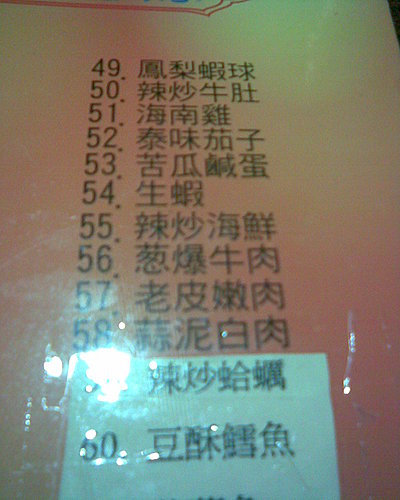 49. 鳳梨蝦球
50. 辣炒牛肚
51. 海南雞
52. 泰味茄子
53. 苦瓜鹹蛋
54. 生蝦
55. 辣炒海鮮
56. 葱爆牛肉
57. 老皮嫩肉
58. 蒜泥白肉
辣炒蛤蠣
60. 豆酥鱈魚